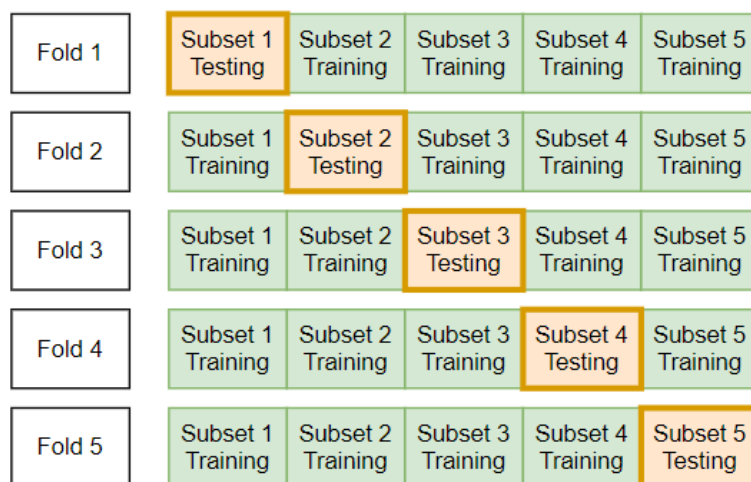 Fold 1
Subset 1 Subset 2 Subset 3 Subset 4 Subset 5
Testing Training Training Training Training
Fold 2
Subset 1 Subset 2 Subset 3 Subset 4 Subset 5
Training Testing Training Training Training
Fold 3
Subset 1 Subset 2 Subset 3 Subset 4 Subset 5
Training Training Testing Training Training
Fold 4
Subset 1 Subset 2 Subset 3 Subset 4 Subset 5
Training Training Training Testing Training
Fold 5
Subset 1 Subset 2 Subset 3 Subset 4 Subset 5
Training Training Training Training Testing